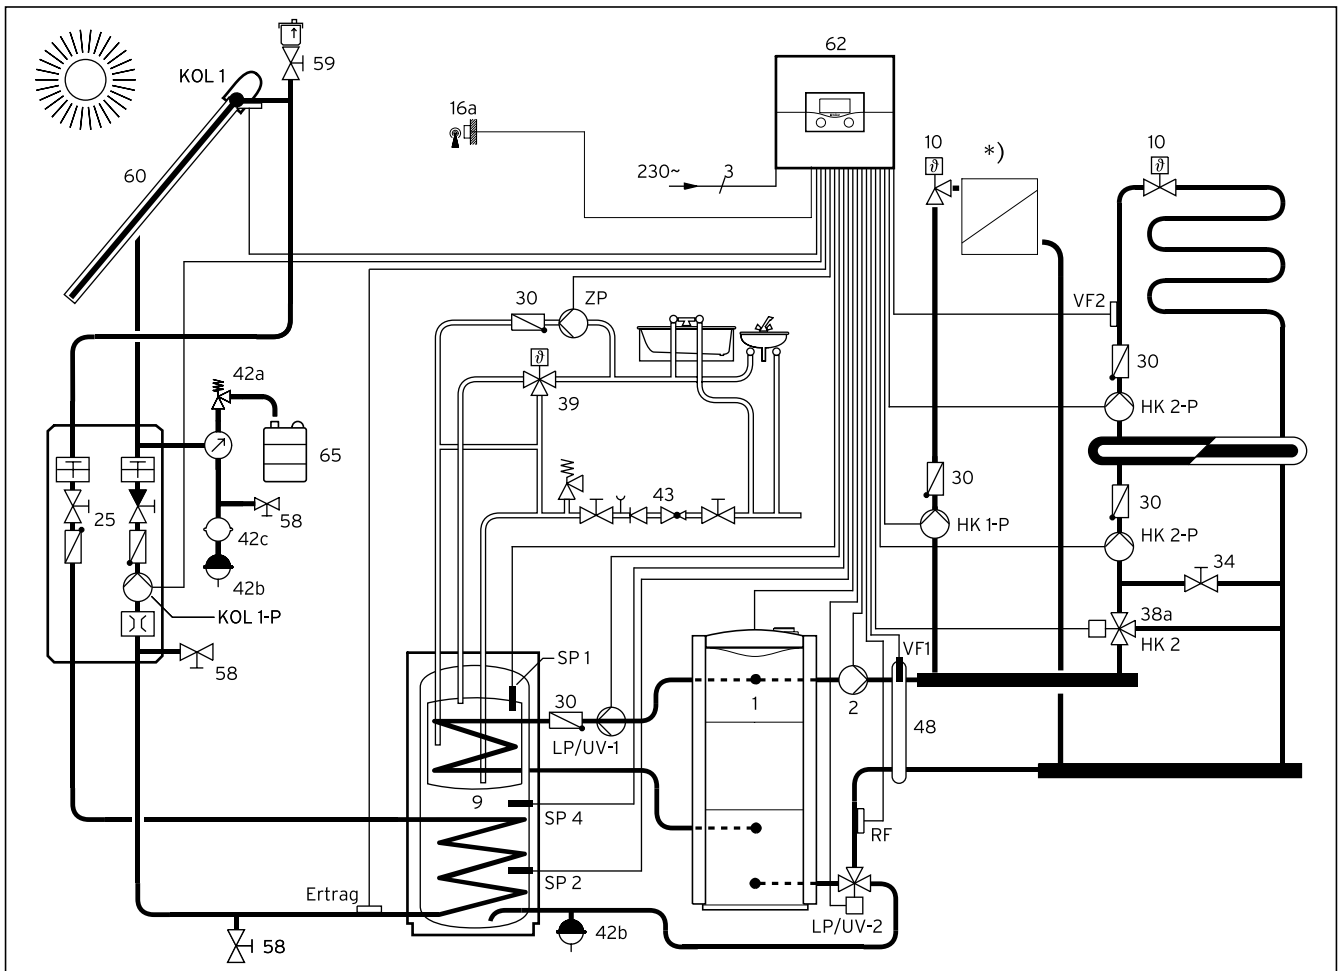 62
59
KOL 1
16a
60
230~
3
10
*)
10
ϑ
ϑ
30
ZP
VF2
42a
ϑ
30
39
HK 2-P
65
43
30
30
25
58
HK 1-P
HK 2-P
42c
34
42b
KOL 1-P
38a
HK 2
58
SP 1
VF1
30
1
2
48
LP/UV-1
9
SP 4
RF
SP 2
Ertrag
LP/UV-2
58
42b